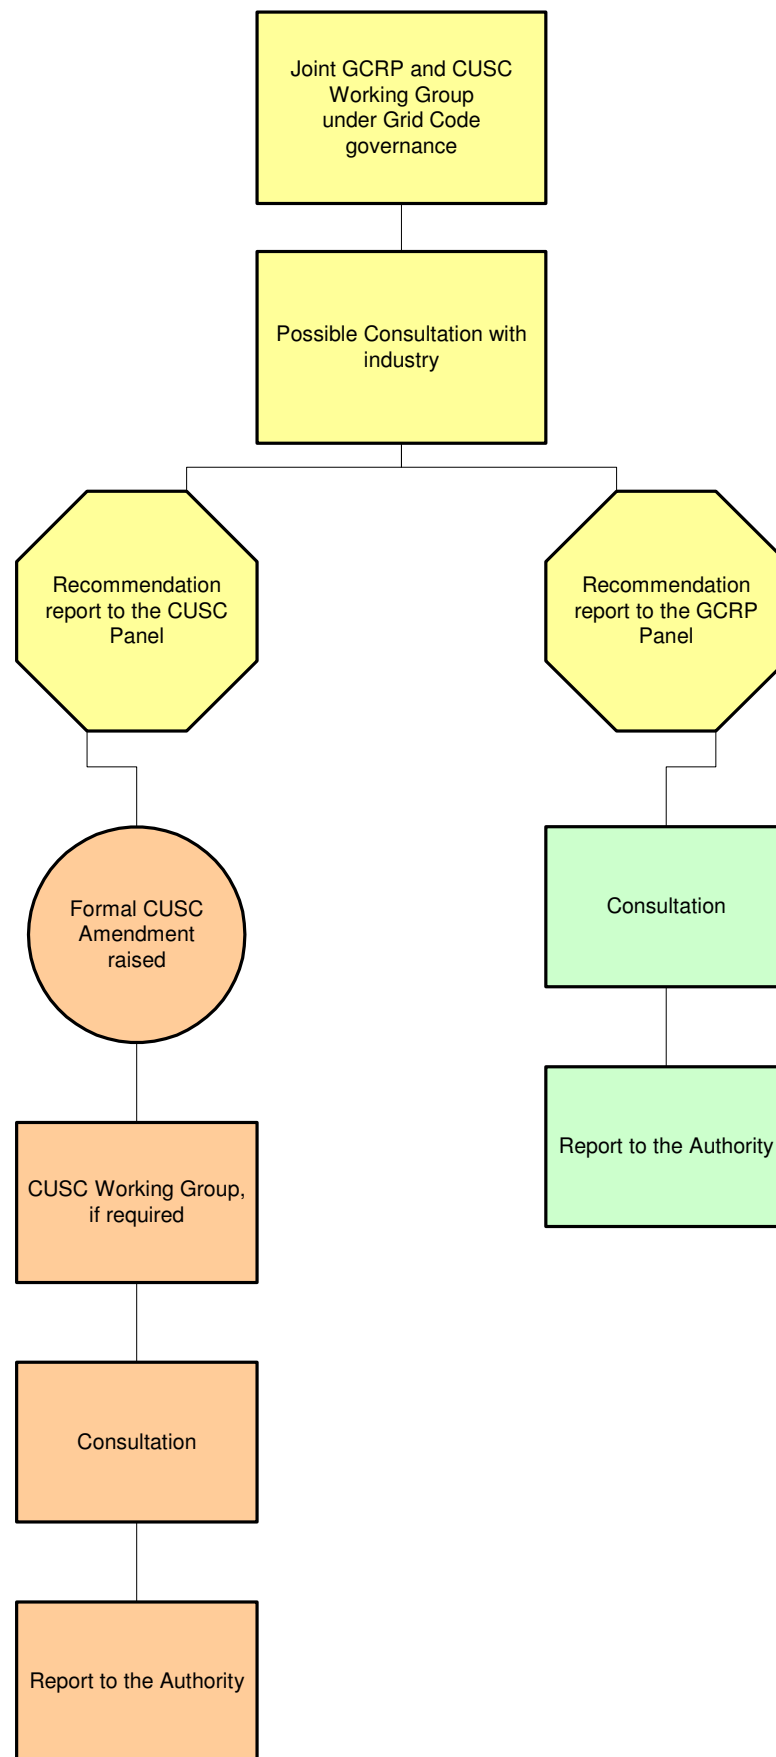 Joint GCRP and CUSC
Working Group
under Grid Code
governance
Possible Consultation with
industry
Recommendation
report to the CUSC
Panel
Recommendation
report to the GCRP
Panel
Formal CUSC
Amendment
raised
Consultation
CUSC Working Group,
if required
Report to the Authority
Consultation
Report to the Authority